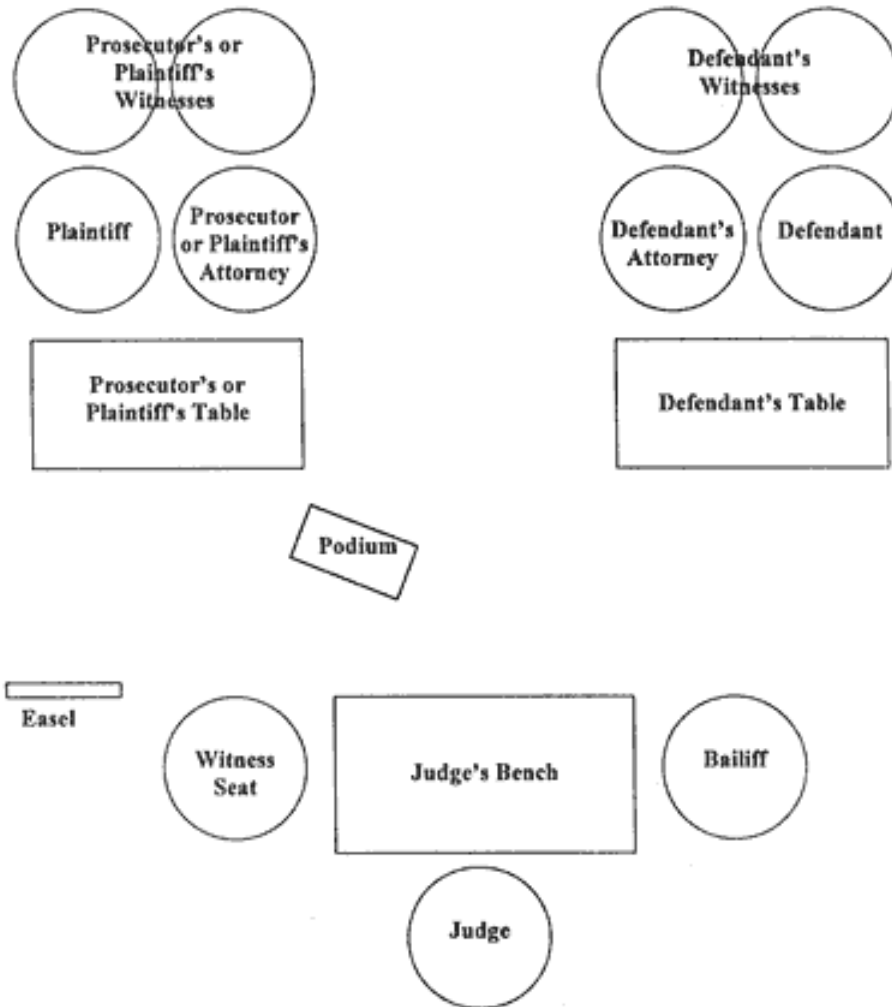 Prosecutor's or
Plaintiff's
Witnesses
Defendant's
Witnesses
Plaintiff
Prosecutor
or Plaintiff's
Attorney
Defendant's
Attorney
Defendant
Prosecutor's or
Plaintiff's Table
Defendant's Table
Podium
Easel
Witness
Seat
Judge's Bench
Bailiff
Judge